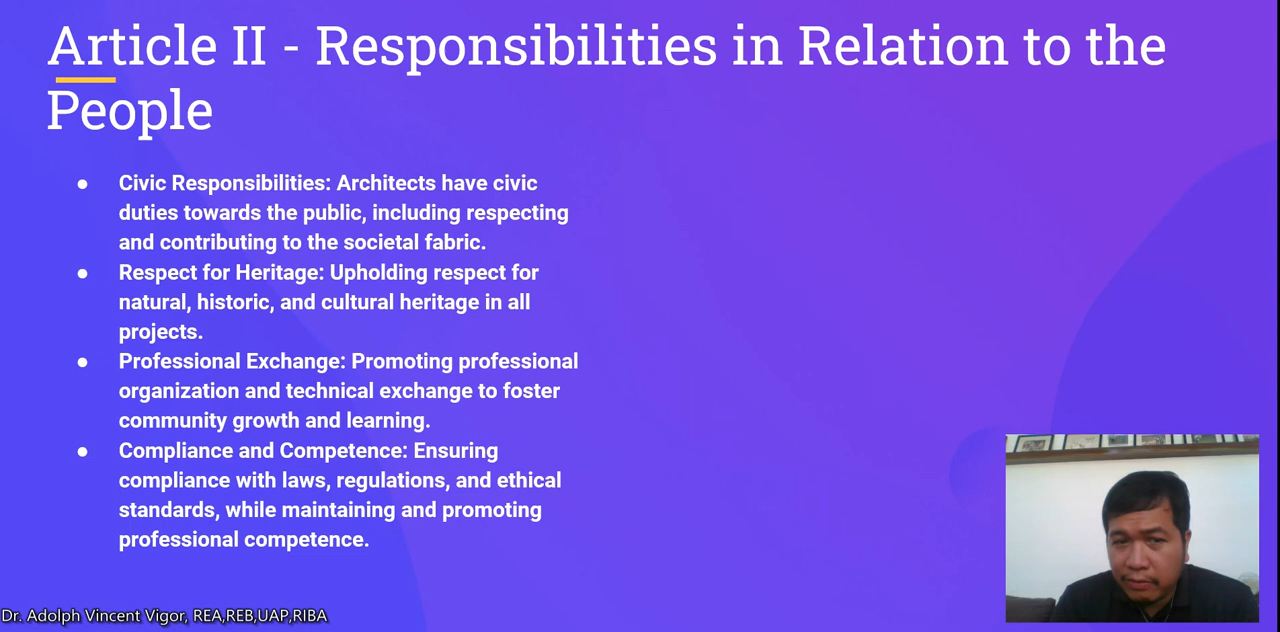 Article II - Responsibilities in Relation to the
People
● Civic Responsibilities: Architects have civic
duties towards the public, including respecting
and contributing to the societal fabric.
● Respect for Heritage: Upholding respect for
natural, historic, and cultural heritage in all
projects.
● Professional Exchange: Promoting professional
organization and technical exchange to foster
community growth and learning.
● Compliance and Competence: Ensuring
compliance with laws, regulations, and ethical
standards, while maintaining and promoting
professional competence.
Dr. Adolph Vincent Vigor, REA,REB,UAP,RIBA